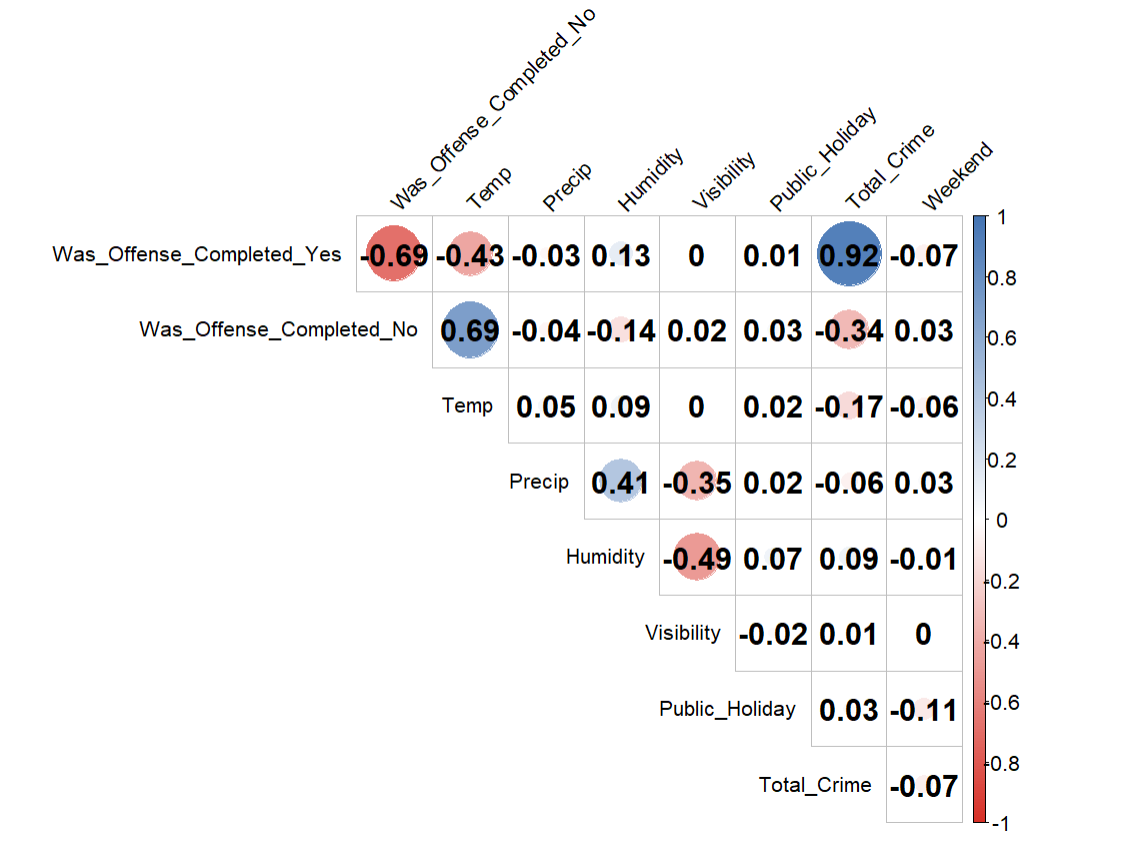 Was_Offense_Completed_No
Temp
Precip
Humidity
Visibility
Public_Holiday
Total_Crime
Weekend
Was_Offense_Completed_Yes -0.69 -0.43 -0.03 0.13 0 0.01 0.92 -0.07
Was_Offense_Completed_No 0.69 -0.04 -0.14 0.02 0.03 -0.34 0.03
Temp 0.05 0.09 0 0.02 -0.17 -0.06
Precip 0.41 -0.35 0.02 -0.06 0.03
Humidity -0.49 0.07 0.09 -0.01
Visibility -0.02 0.01 0
Public_Holiday 0.03 -0.11
Total_Crime -0.07
1
0.8
0.6
0.4
0.2
0
-0.2
-0.4
-0.6
-0.8
-1